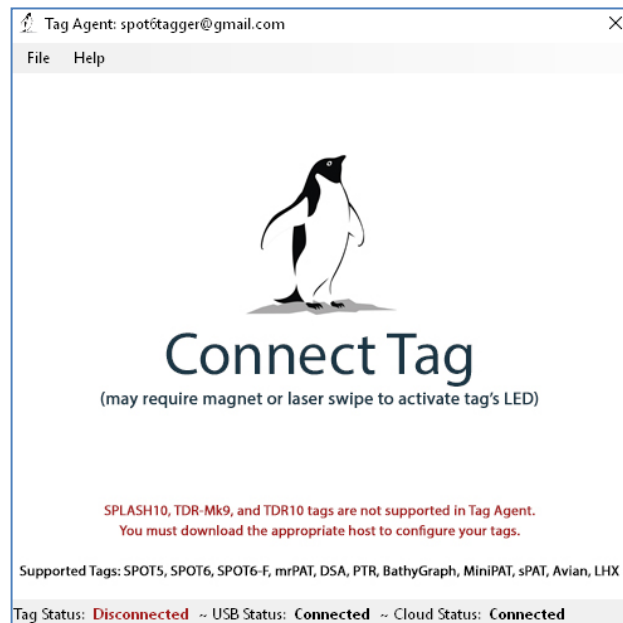 Tag Agent: spot6tagger@gmail.com
File Help
Connect Tag
(may require magnet or laser swipe to activate tag's LED)
SPLASH10, TDR-Mk9, and TDR10 tags are not supported in Tag Agent.
You must download the appropriate host to configure your tags.
Supported Tags: SPOT5, SPOT6, SPOT6-F, mrPAT, DSA, PTR, BathyGraph, MiniPAT, sPAT, Avian, LHX
Tag Status: Disconnected ~ USB Status: Connected ~ Cloud Status: Connected